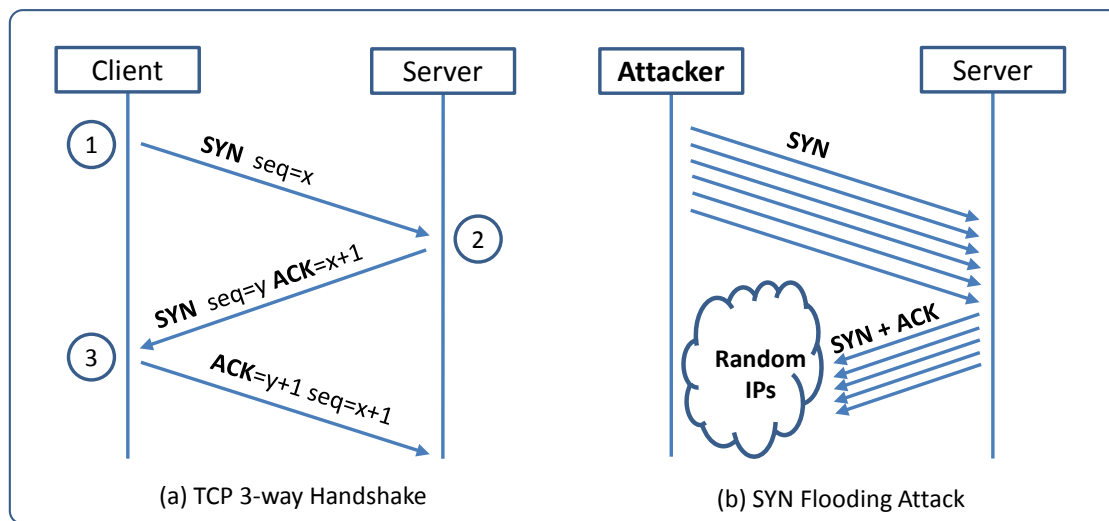 Client
Server
1
SYN seq=x
2
SYN seq=y ACK=x+1
3
ACK=y+1 seq=x+1
(a) TCP 3-way Handshake
Attacker
Server
SYN
SYN + ACK
Random
IPs
(b) SYN Flooding Attack